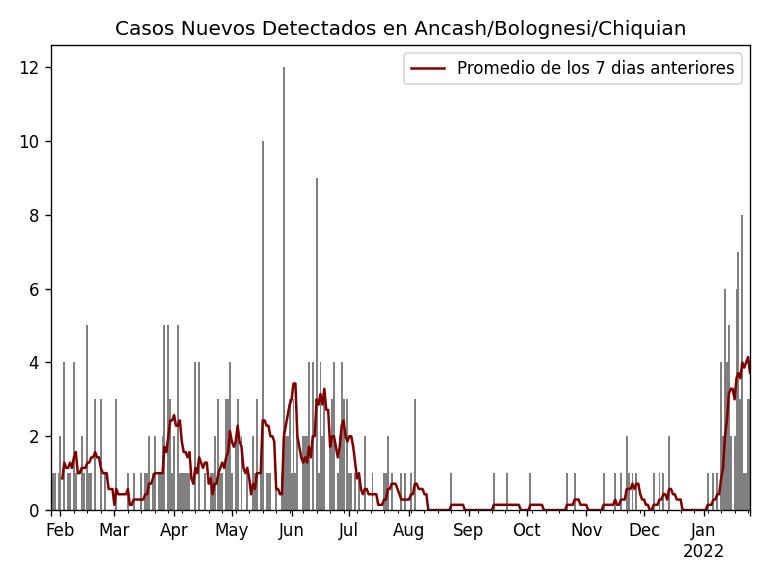 Casos Nuevos Detectados en Ancash/Bolognesi/Chiquian
Promedio de los 7 dias anteriores
12
10
8
6
4
2
0
Feb Mar Apr May Jun Jul Aug Sep Oct Nov Dec Jan
2022